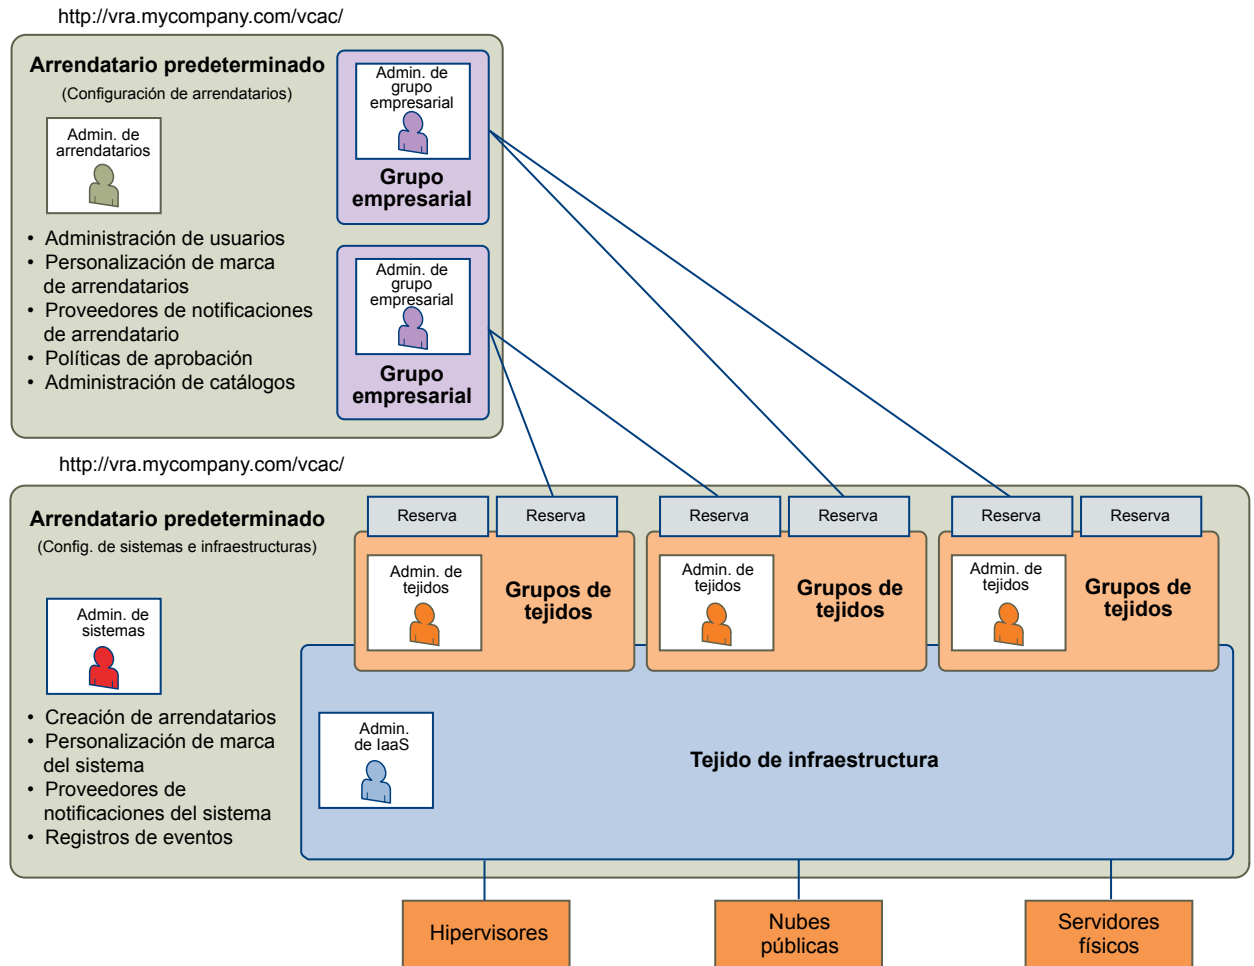 http://vra.mycompany.com/vcac/
Arrendatario predeterminado
(Configuración de arrendatarios)
Admin. de
arrendatarios
• Administración de usuarios
• Personalización de marca
de arrendatarios
• Proveedores de notificaciones
de arrendatario
• Políticas de aprobación
• Administración de catálogos
Admin. de
grupo
empresarial
Grupo
empresarial
Admin. de
grupo
empresarial
Grupo
empresarial
http://vra.mycompany.com/vcac/
Arrendatario predeterminado
(Config. de sistemas e infraestructuras)
Admin. de
sistemas
• Creación de arrendatarios
• Personalización de marca
del sistema
• Proveedores de
notificaciones del sistema
• Registros de eventos
Reserva
Reserva
Admin. de
tejidos
Grupos de
tejidos
Reserva
Reserva
Admin. de
tejidos
Grupos de
tejidos
Reserva
Reserva
Admin. de
tejidos
Grupos de
tejidos
Admin.
de IaaS
Tejido de infraestructura
Hipervisores
Nubes
públicas
Servidores
físicos